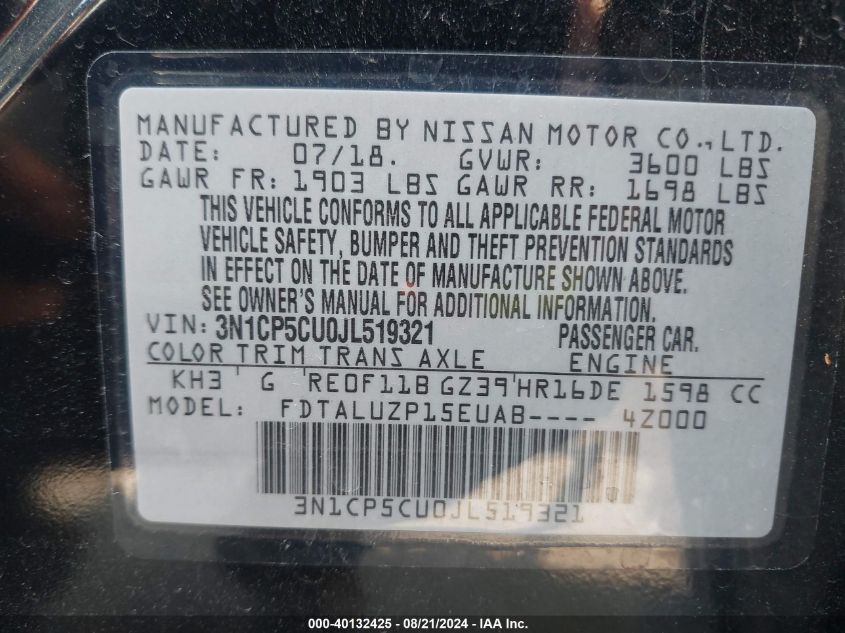 MANUFACTURED BY NISSAN MOTOR CO., LTD.
DATE: 07/18. GVWR: 3600 LBS
GAWR FR: 1903 LBS GAWR RR: 1698 LBS
THIS VEHICLE CONFORMS TO ALL APPLICABLE FEDERAL MOTOR
VEHICLE SAFETY, BUMPER AND THEFT PREVENTION STANDARDS
IN EFFECT ON THE DATE OF MANUFACTURE SHOWN ABOVE.
SEE OWNER'S MANUAL FOR ADDITIONAL INFORMATION.
VIN: 3N1CP5CU0JL519321 PASSENGER CAR.
COLOR TRIM TRANS AXLE ENGINE
KH3 G RE0F11B GZ39 HR16DE 1598 CC
MODEL: FDTALUZP15EUAB---- 4Z000
3N1CP5CU0JL519321
000-40132425 - 08/21/2024 - IAA Inc.